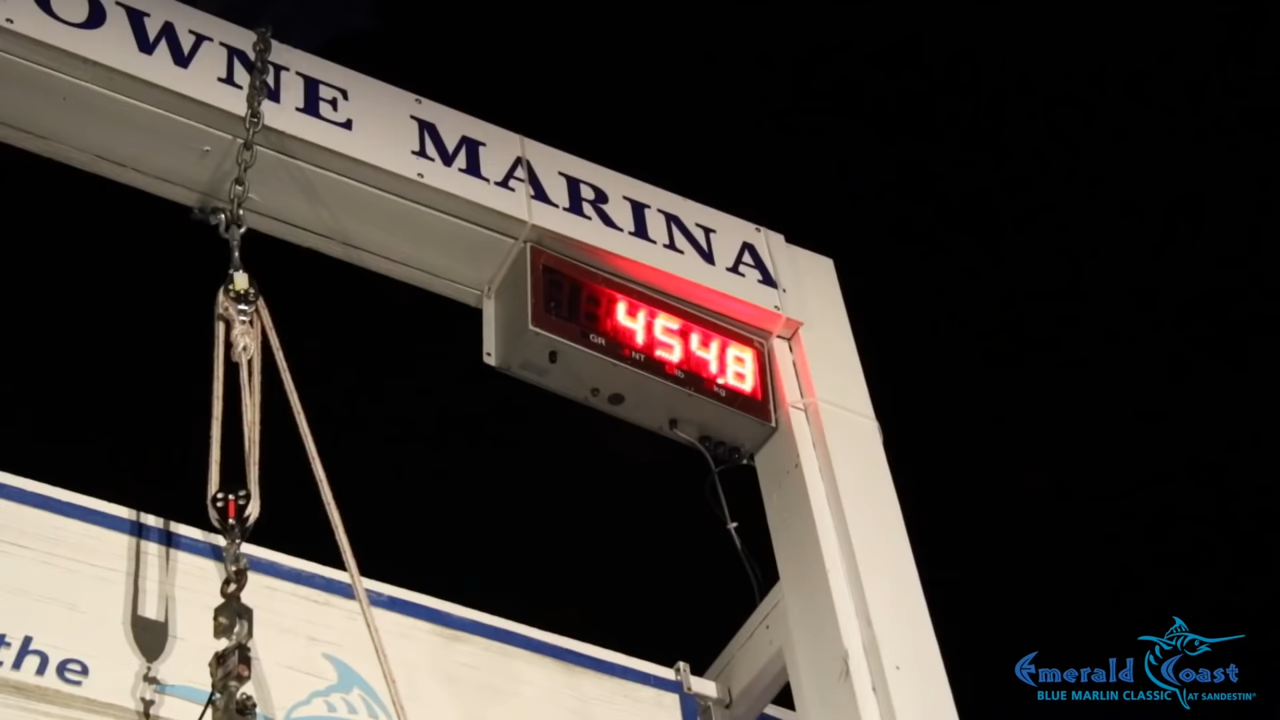 OWNE MARINA
454.8
GR NT lb kg
the
Emerald Coast
BLUE MARLIN CLASSIC AT SANDESTIN®